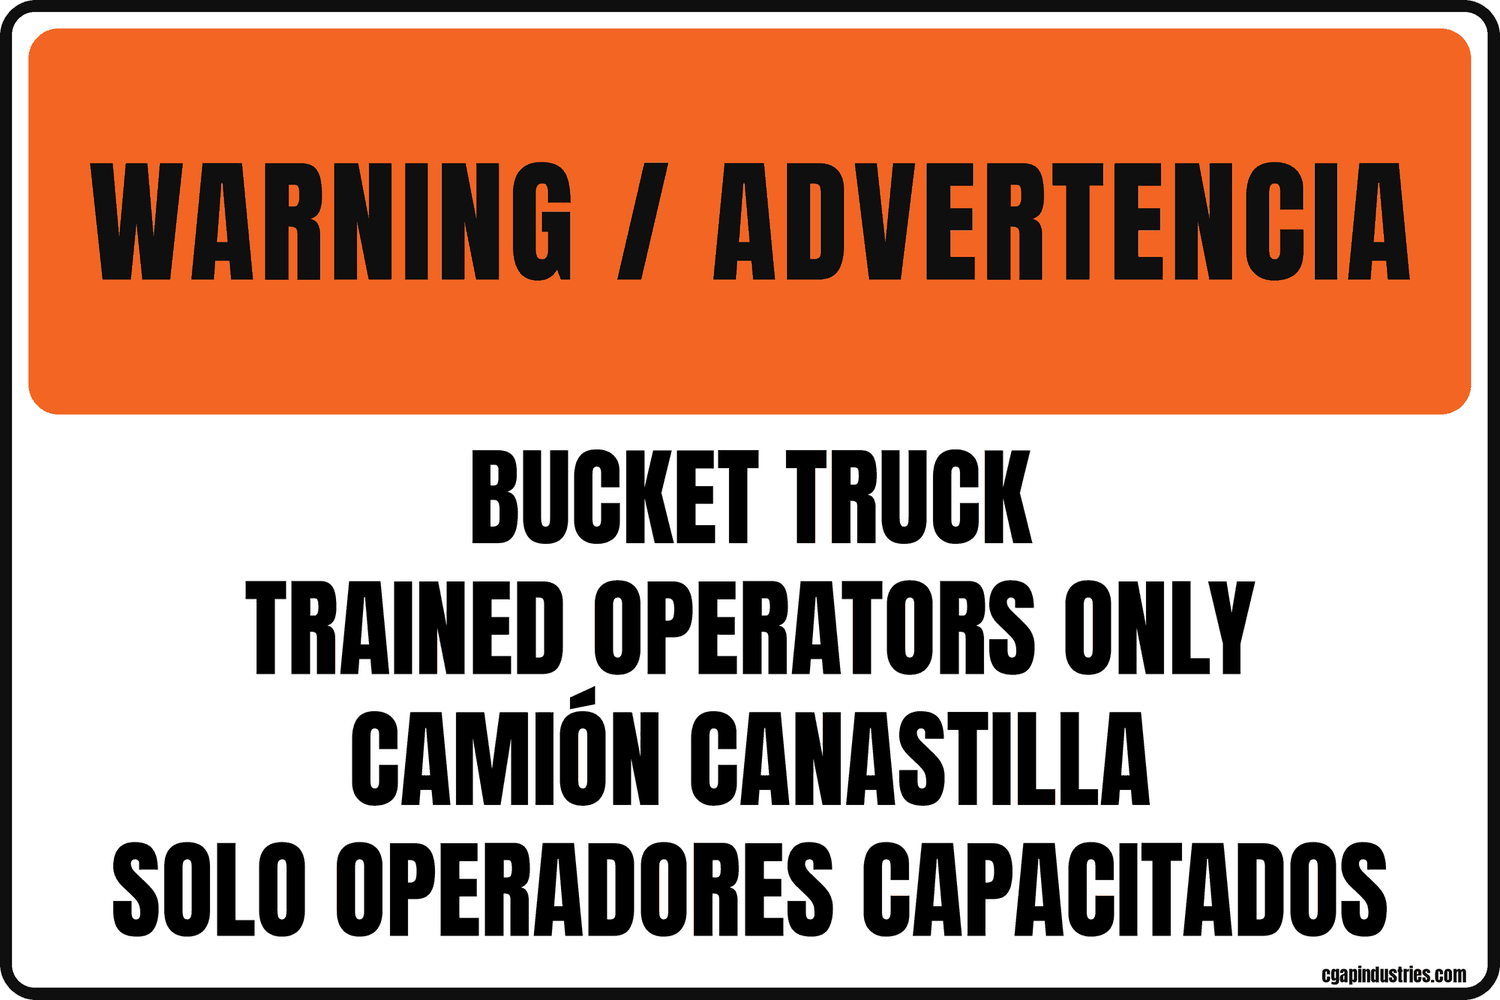 WARNING / ADVERTENCIA
BUCKET TRUCK
TRAINED OPERATORS ONLY
CAMIÓN CANASTILLA
SOLO OPERADORES CAPACITADOS
cgapindustries.com